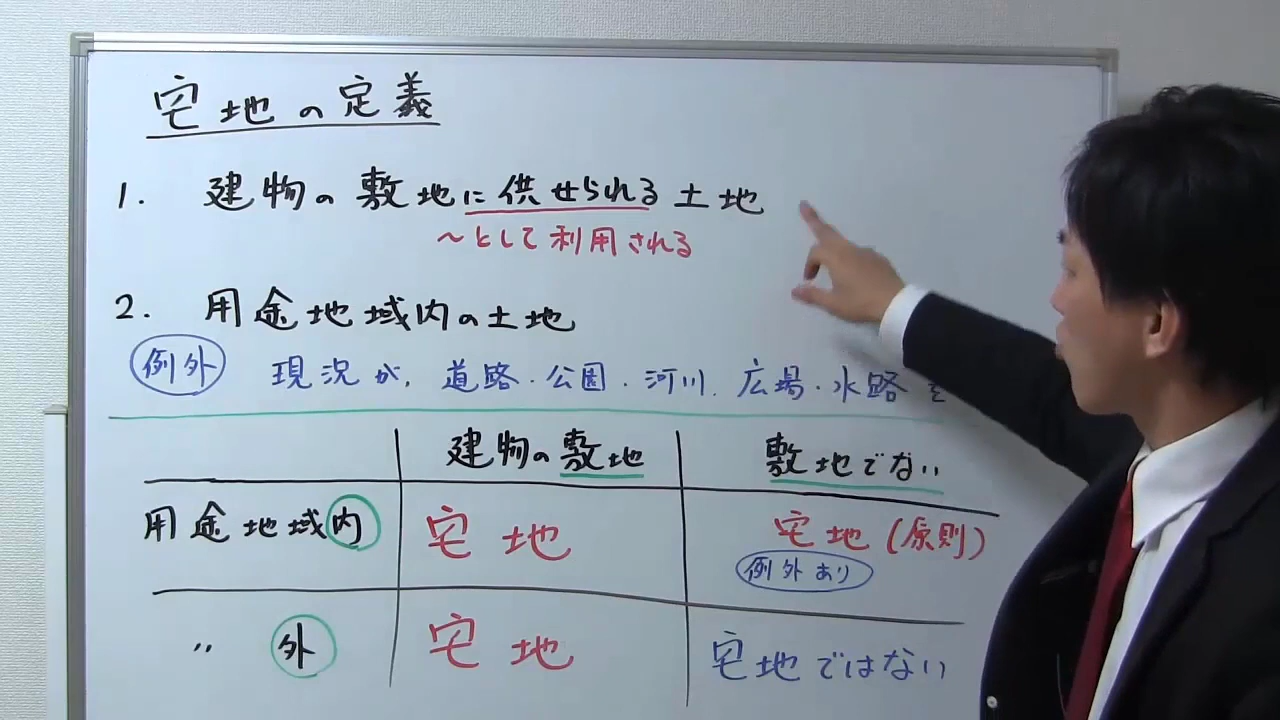 宅地の定義
1. 建物の敷地に供せられる土地
〜として利用される
2. 用途地域内の土地
例外 現況が、道路・公園・河川、広場・水路
建物の敷地 敷地でない
用途地域内 宅地 宅地(原則)
例外あり
〃 外 宅地 宅地ではない